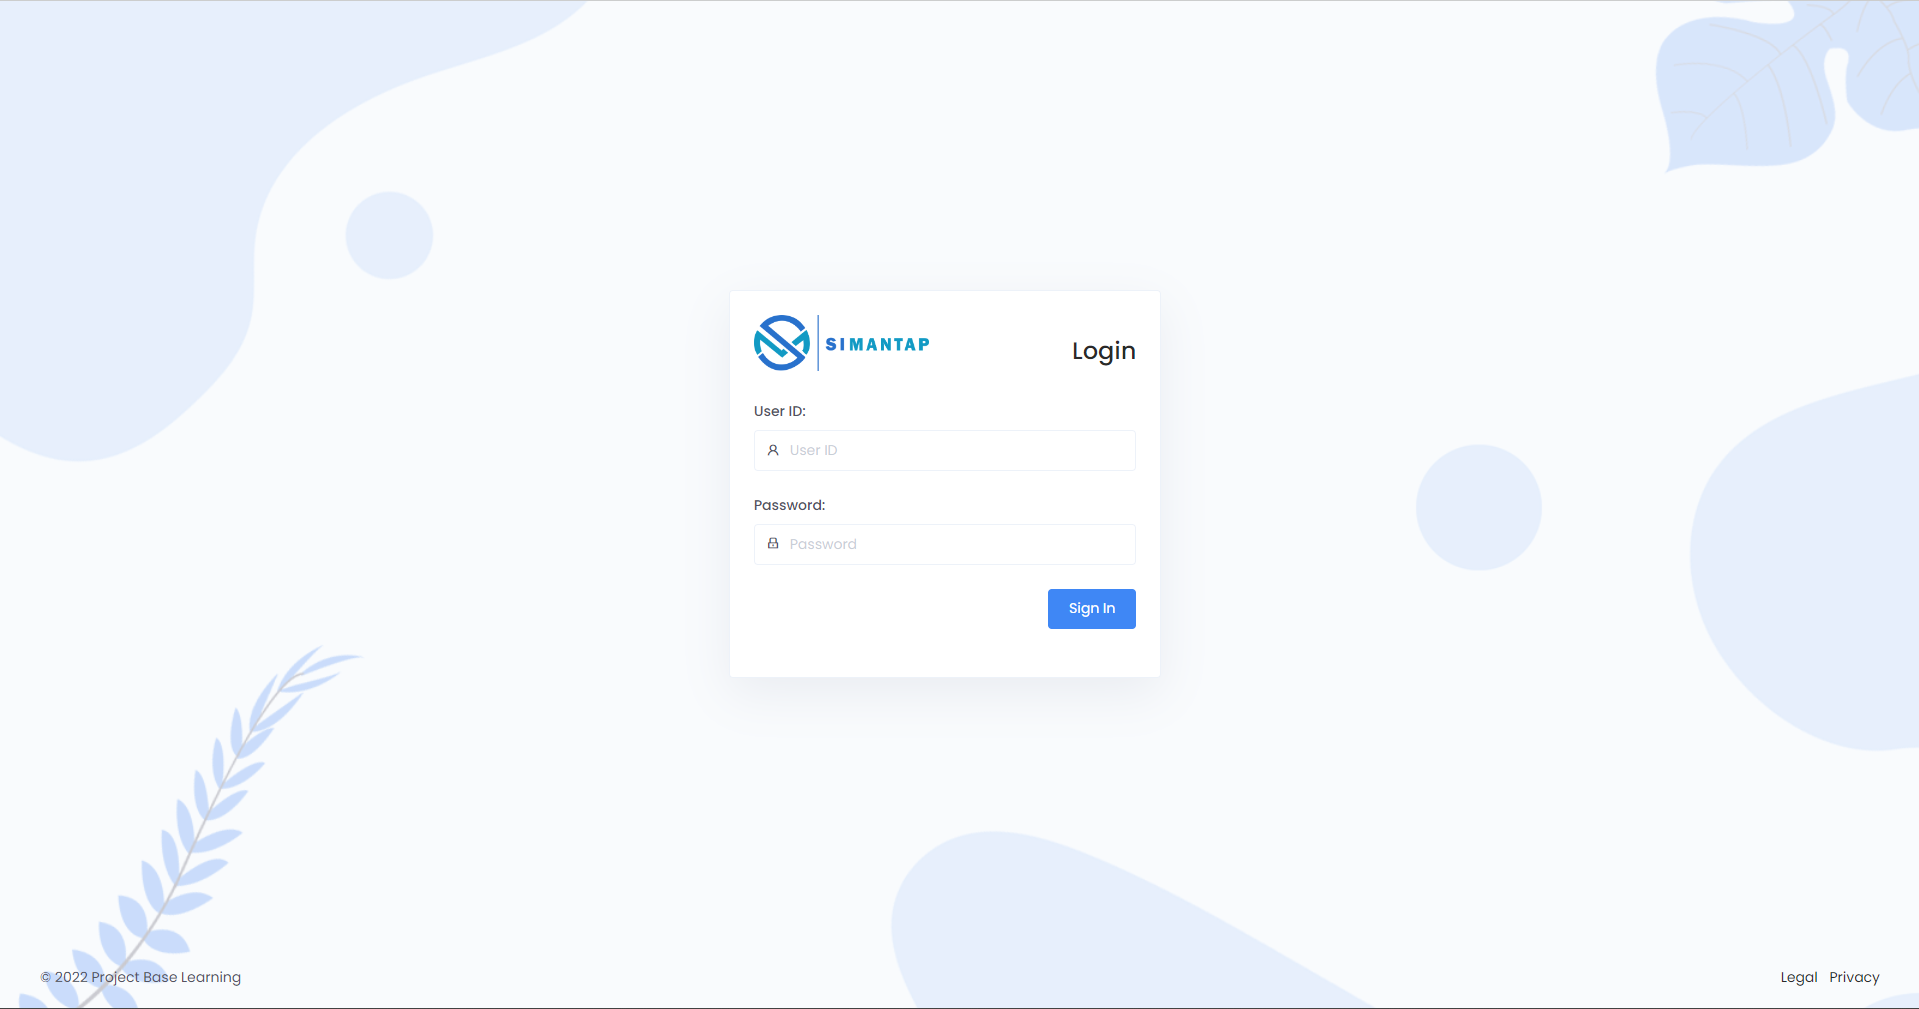 SIMANTAP
Login
User ID:
User ID
Password:
Password
Sign In
© 2022 Project Base Learning
Legal Privacy